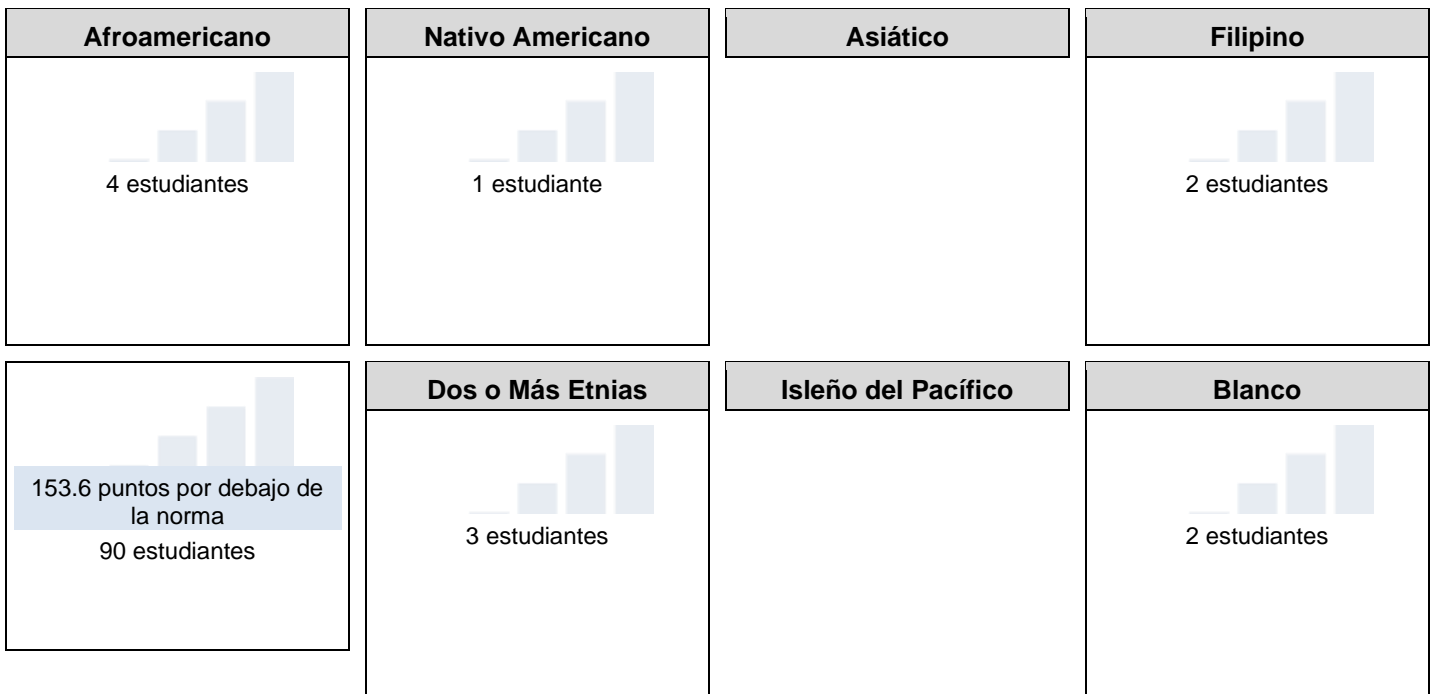 Afroamericano
Nativo Americano
Asiático
Filipino
4 estudiantes
1 estudiante
2 estudiantes
153.6 puntos por debajo de
la norma
90 estudiantes
Dos o Más Etnias
Isleño del Pacífico
Blanco
3 estudiantes
2 estudiantes